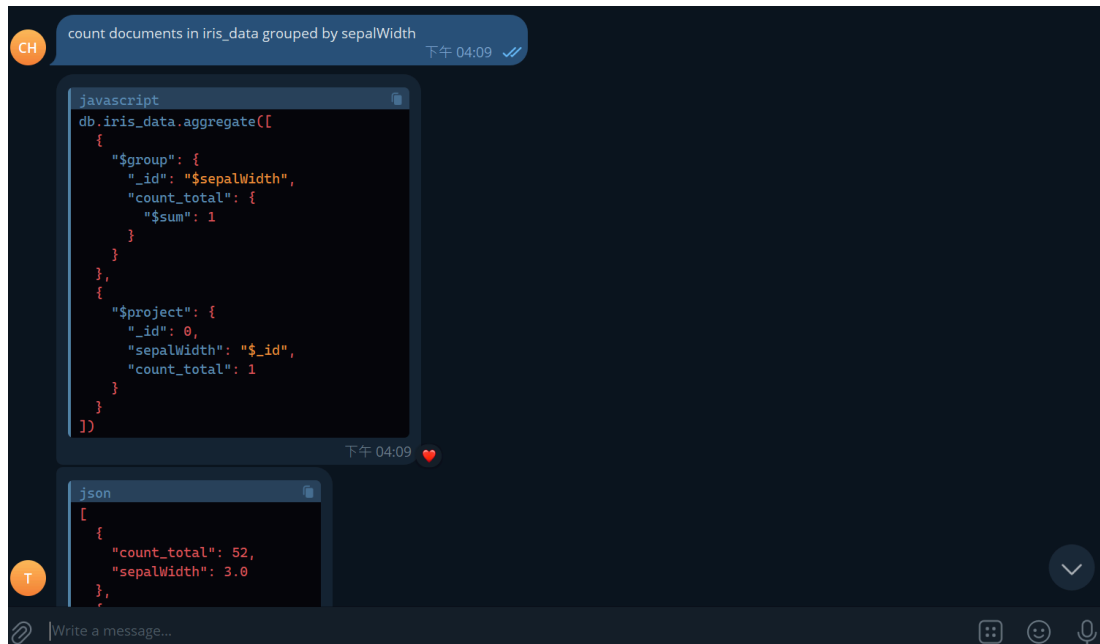 CH
count documents in iris_data grouped by sepalWidth
下午 04:09
javascript
db.iris_data.aggregate([
  {
    "$group": {
      "_id": "$sepalWidth",
      "count_total": {
        "$sum": 1
      }
    }
  },
  {
    "$project": {
      "_id": 0,
      "sepalWidth": "$_id",
      "count_total": 1
    }
  }
])
下午 04:09
json
[
  {
    "count_total": 52,
    "sepalWidth": 3.0
  },
  {
T
Write a message...